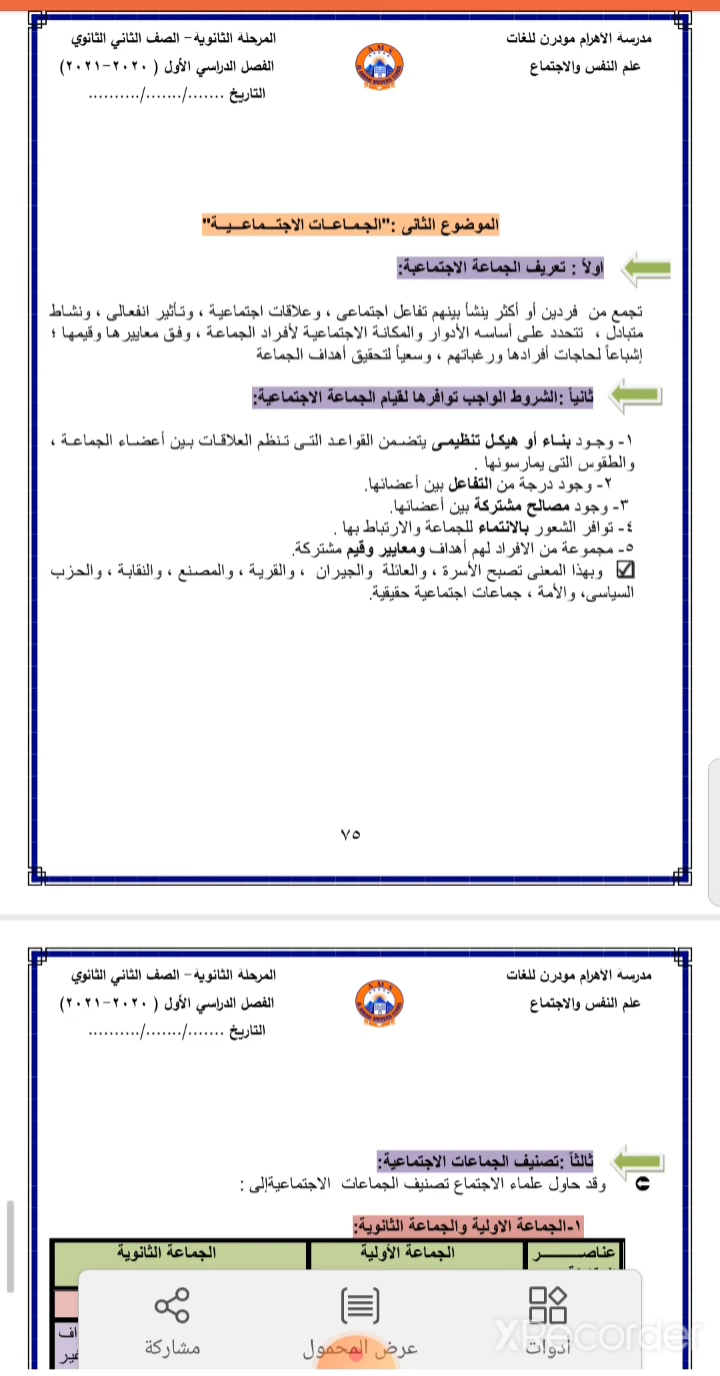 مدرسة الاهرام مودرن للغات
المرحلة الثانوية – الصف الثاني الثانوي
علم النفس والاجتماع
الفصل الدراسي الأول ( ٢٠٢٠-٢٠٢١)
التاريخ ......./......./..........
الموضوع الثانى :"الجماعات الاجتماعية"
اولاً : تعريف الجماعة الاجتماعية:
تجمع من فردين أو أكثر ينشأ بينهم تفاعل اجتماعى ، وعلاقات اجتماعية ، وتأثير انفعالى ، ونشاط
متبادل ، تتحدد على أساسه الأدوار والمكانة الاجتماعية لأفراد الجماعة ، وفق معاييرها وقيمها ؛
إشباعاً لحاجات أفرادها ورغباتهم ، وسعياً لتحقيق أهداف الجماعة
ثانياً :الشروط الواجب توافرها لقيام الجماعة الاجتماعية:
١- وجود بناء أو هيكل تنظيمى يتضمن القواعد التى تنظم العلاقات بين أعضاء الجماعة ،
والطقوس التى يمارسونها .
٢- وجود درجة من التفاعل بين أعضائها.
٣- وجود مصالح مشتركة بين أعضائها.
٤- توافر الشعور بالانتماء للجماعة والارتباط بها .
٥- مجموعة من الافراد لهم أهداف ومعايير وقيم مشتركة.
وبهذا المعنى تصبح الأسرة ، والعائلة والجيران ، والقرية ، والمصنع ، والنقابة ، والحزب
السياسى، والأمة ، جماعات اجتماعية حقيقية.
٧٥
مدرسة الاهرام مودرن للغات
المرحلة الثانوية – الصف الثاني الثانوي
علم النفس والاجتماع
الفصل الدراسي الأول ( ٢٠٢٠-٢٠٢١)
التاريخ ......./......./..........
ثالثاً :تصنيف الجماعات الاجتماعية:
وقد حاول علماء الاجتماع تصنيف الجماعات الاجتماعيةإلى :
١-الجماعة الاولية والجماعة الثانوية:
عناصر
الجماعة الأولية
الجماعة الثانوية
أدوات
عرض المحمول
مشاركة
XRecorder